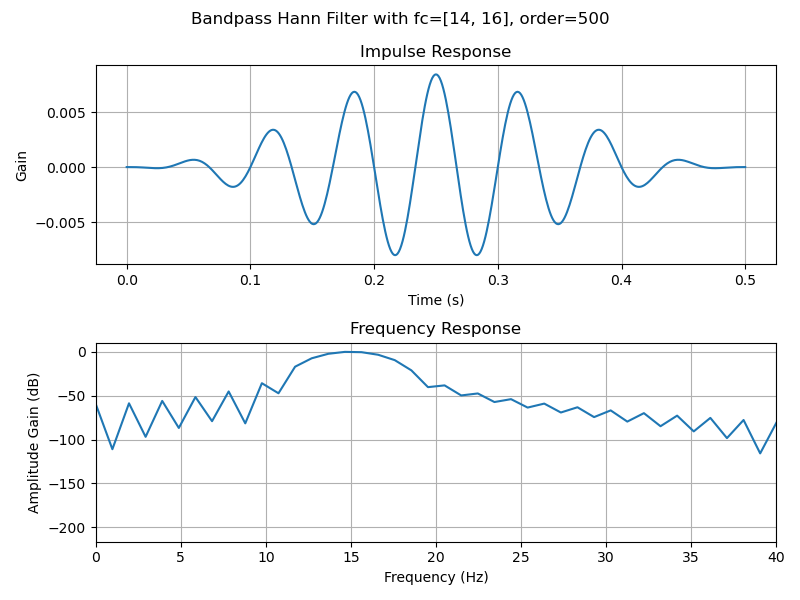 Bandpass Hann Filter with fc=[14, 16], order=500
Impulse Response
Gain
0.005
0.000
−0.005
0.0 0.1 0.2 0.3 0.4 0.5
Time (s)
Frequency Response
Amplitude Gain (dB)
0
−50
−100
−150
−200
0 5 10 15 20 25 30 35 40
Frequency (Hz)